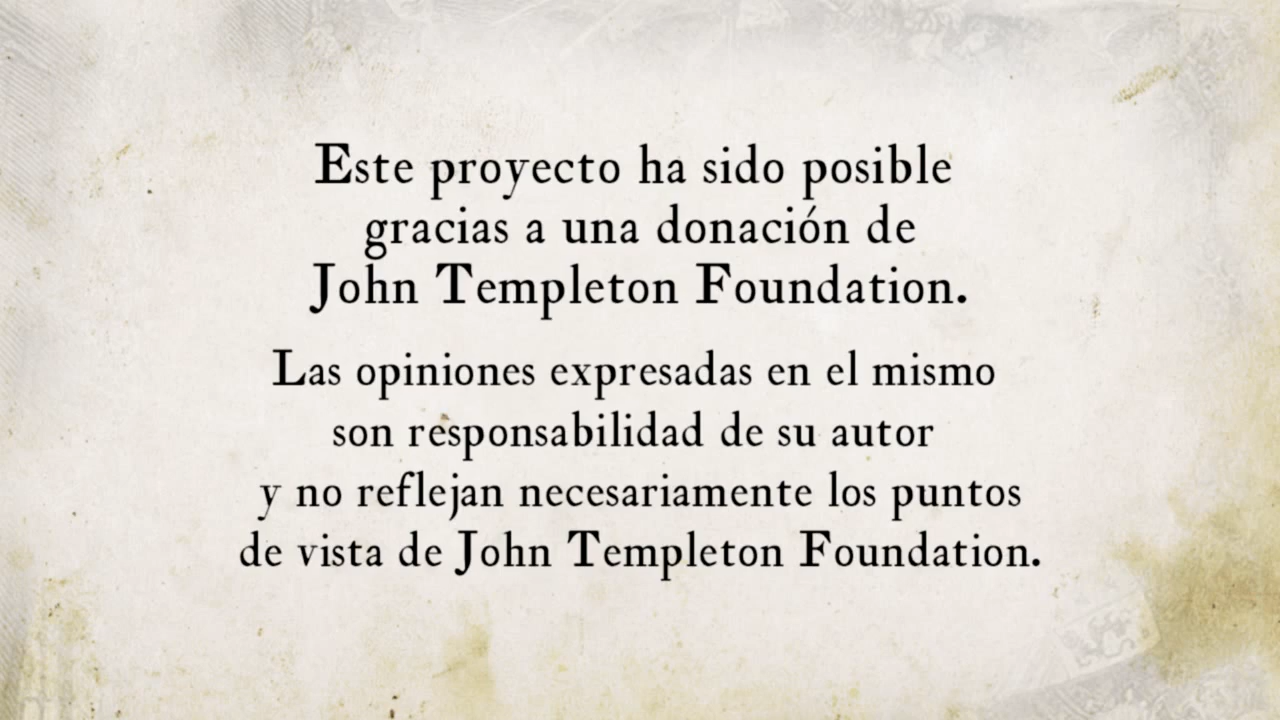 Este proyecto ha sido posible
gracias a una donación de
John Templeton Foundation.
Las opiniones expresadas en el mismo
son responsabilidad de su autor
y no reflejan necesariamente los puntos
de vista de John Templeton Foundation.